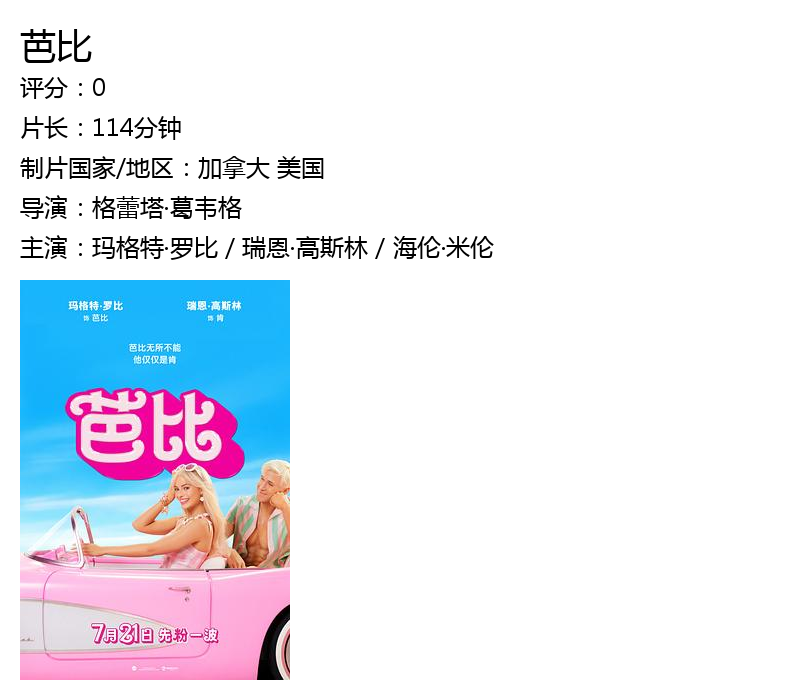 芭比
评分：0
片长：114分钟
制片国家/地区：加拿大 美国
导演：格蕾塔·葛韦格
主演：玛格特·罗比 / 瑞恩·高斯林 / 海伦·米伦
玛格特·罗比 瑞恩·高斯林
饰 芭比 饰 肯
芭比无所不能
他仅仅是肯
芭比
7月21日 先粉一波